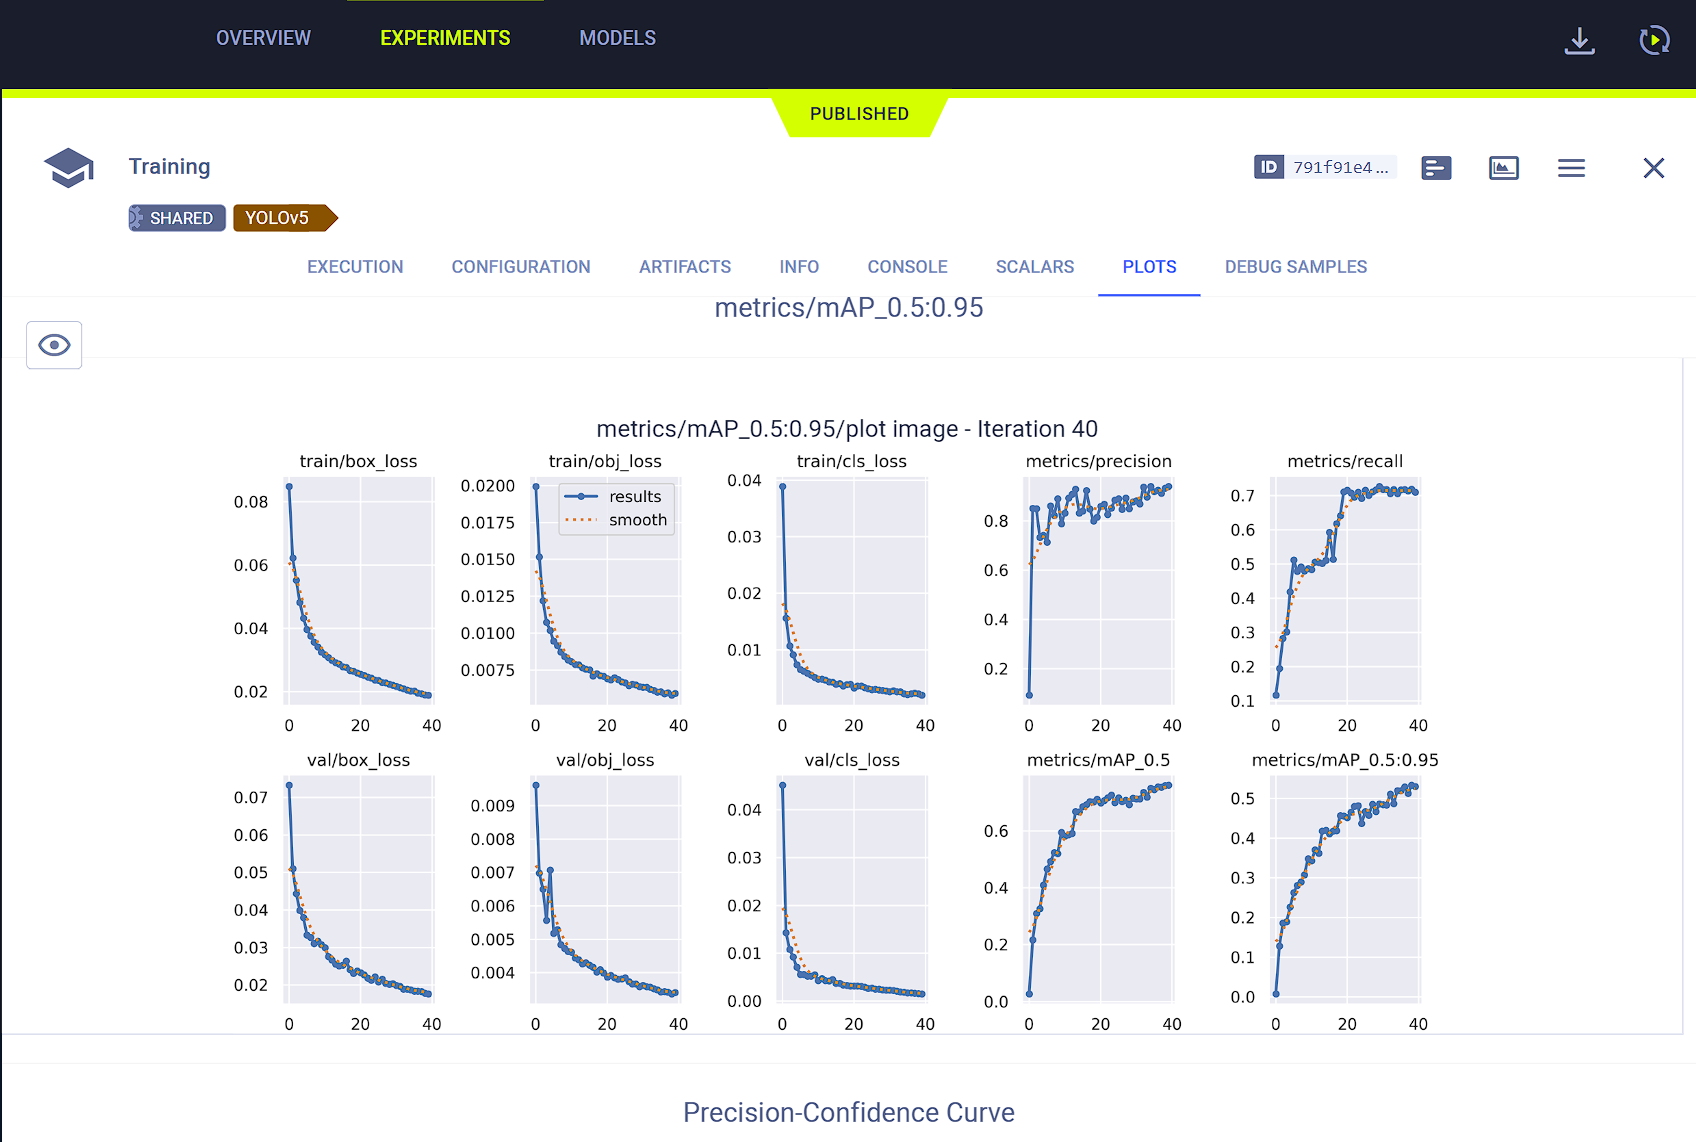 OVERVIEW EXPERIMENTS MODELS
PUBLISHED
Training
ID 791f91e4 ...
SHARED YOLOv5
EXECUTION CONFIGURATION ARTIFACTS INFO CONSOLE SCALARS PLOTS DEBUG SAMPLES
metrics/mAP_0.5:0.95
metrics/mAP_0.5:0.95/plot image - Iteration 40
train/box_loss
0.08
0.06
0.04
0.02
0 20 40
train/obj_loss
results
smooth
0.0200
0.0175
0.0150
0.0125
0.0100
0.0075
0 20 40
train/cls_loss
0.04
0.03
0.02
0.01
0 20 40
metrics/precision
0.8
0.6
0.4
0.2
0 20 40
metrics/recall
0.7
0.6
0.5
0.4
0.3
0.2
0.1
0 20 40
val/box_loss
0.07
0.06
0.05
0.04
0.03
0.02
0 20 40
val/obj_loss
0.009
0.008
0.007
0.006
0.005
0.004
0 20 40
val/cls_loss
0.04
0.03
0.02
0.01
0.00
0 20 40
metrics/mAP_0.5
0.6
0.4
0.2
0.0
0 20 40
metrics/mAP_0.5:0.95
0.5
0.4
0.3
0.2
0.1
0.0
0 20 40
Precision-Confidence Curve